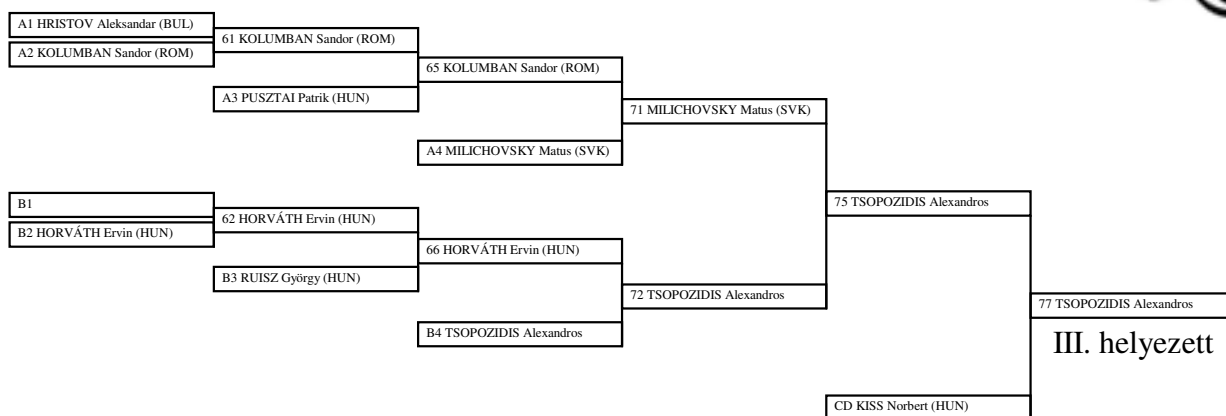 A1 HRISTOV Aleksandar (BUL)
61 KOLUMBAN Sandor (ROM)
A2 KOLUMBAN Sandor (ROM)
65 KOLUMBAN Sandor (ROM)
A3 PUSZTAI Patrik (HUN)
71 MILICHOVSKY Matus (SVK)
A4 MILICHOVSKY Matus (SVK)
B1
75 TSOPOZIDIS Alexandros
62 HORVÁTH Ervin (HUN)
B2 HORVÁTH Ervin (HUN)
66 HORVÁTH Ervin (HUN)
B3 RUISZ György (HUN)
72 TSOPOZIDIS Alexandros
77 TSOPOZIDIS Alexandros
B4 TSOPOZIDIS Alexandros
III. helyezett
CD KISS Norbert (HUN)